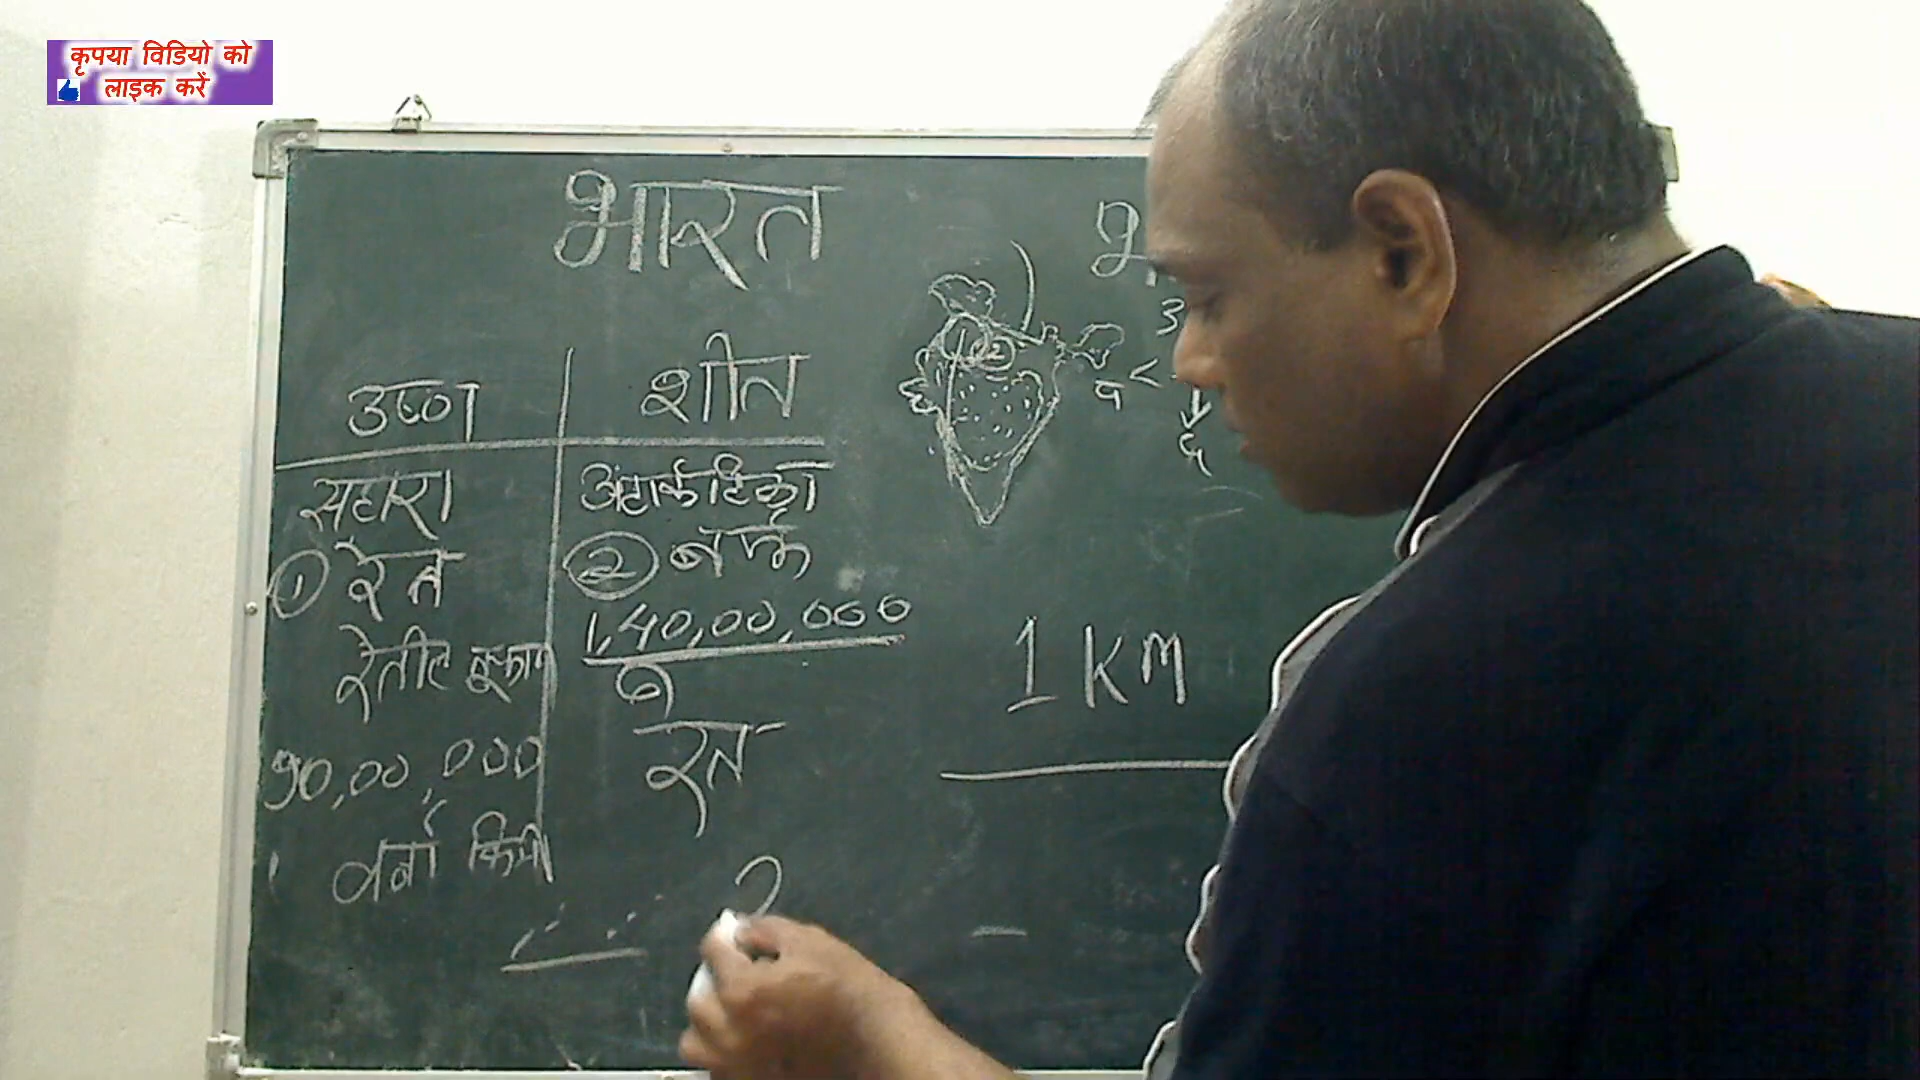 कृपया विडियो को
लाइक करें
भारत
उष्ण
शीत
सहारा
अंटार्कटिका
① रेत
② बर्फ
1,40,00,000
रेतीले तूफान
रेत
90,00,000
वर्ग किमी
1 KM